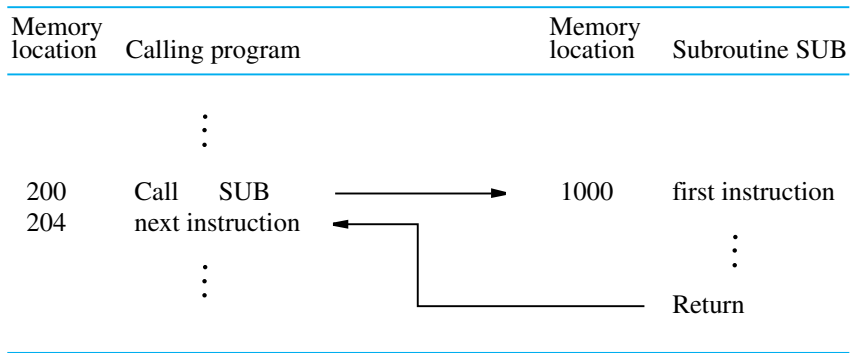 Memory location Calling program Memory location Subroutine SUB
200 Call SUB 1000 first instruction
204 next instruction
Return